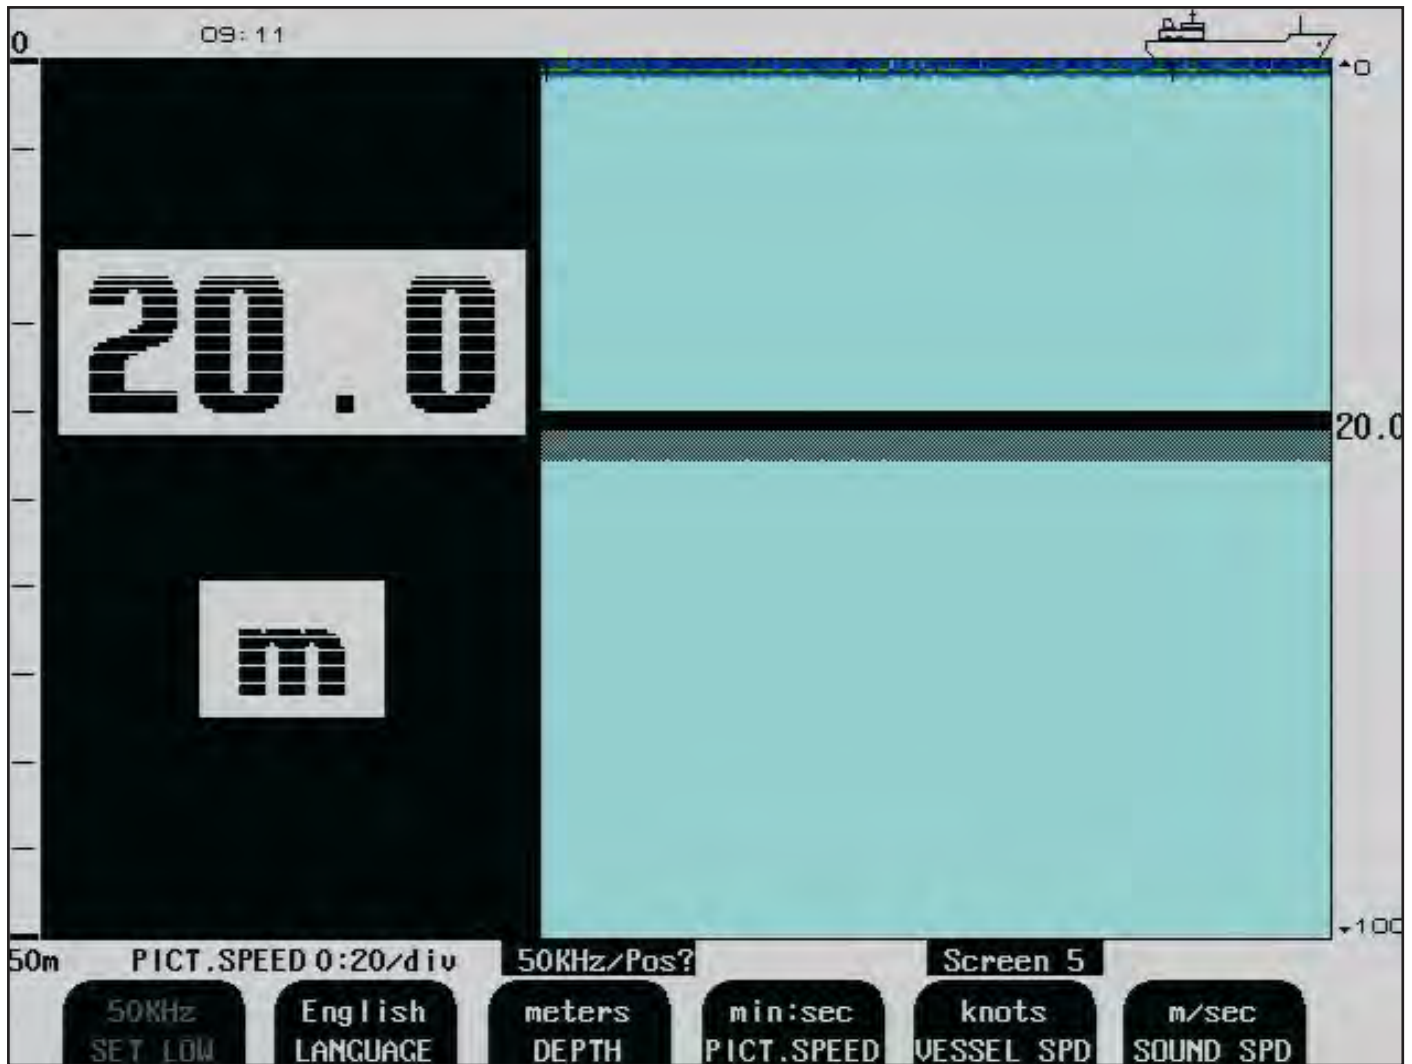 0
09:11
0
20.0
20.0
m
100
50m
PICT.SPEED 0:20/div
50KHz/Pos?
Screen 5
50KHz
SET LOW
English
LANGUAGE
meters
DEPTH
min:sec
PICT.SPEED
knots
VESSEL SPD
m/sec
SOUND SPD